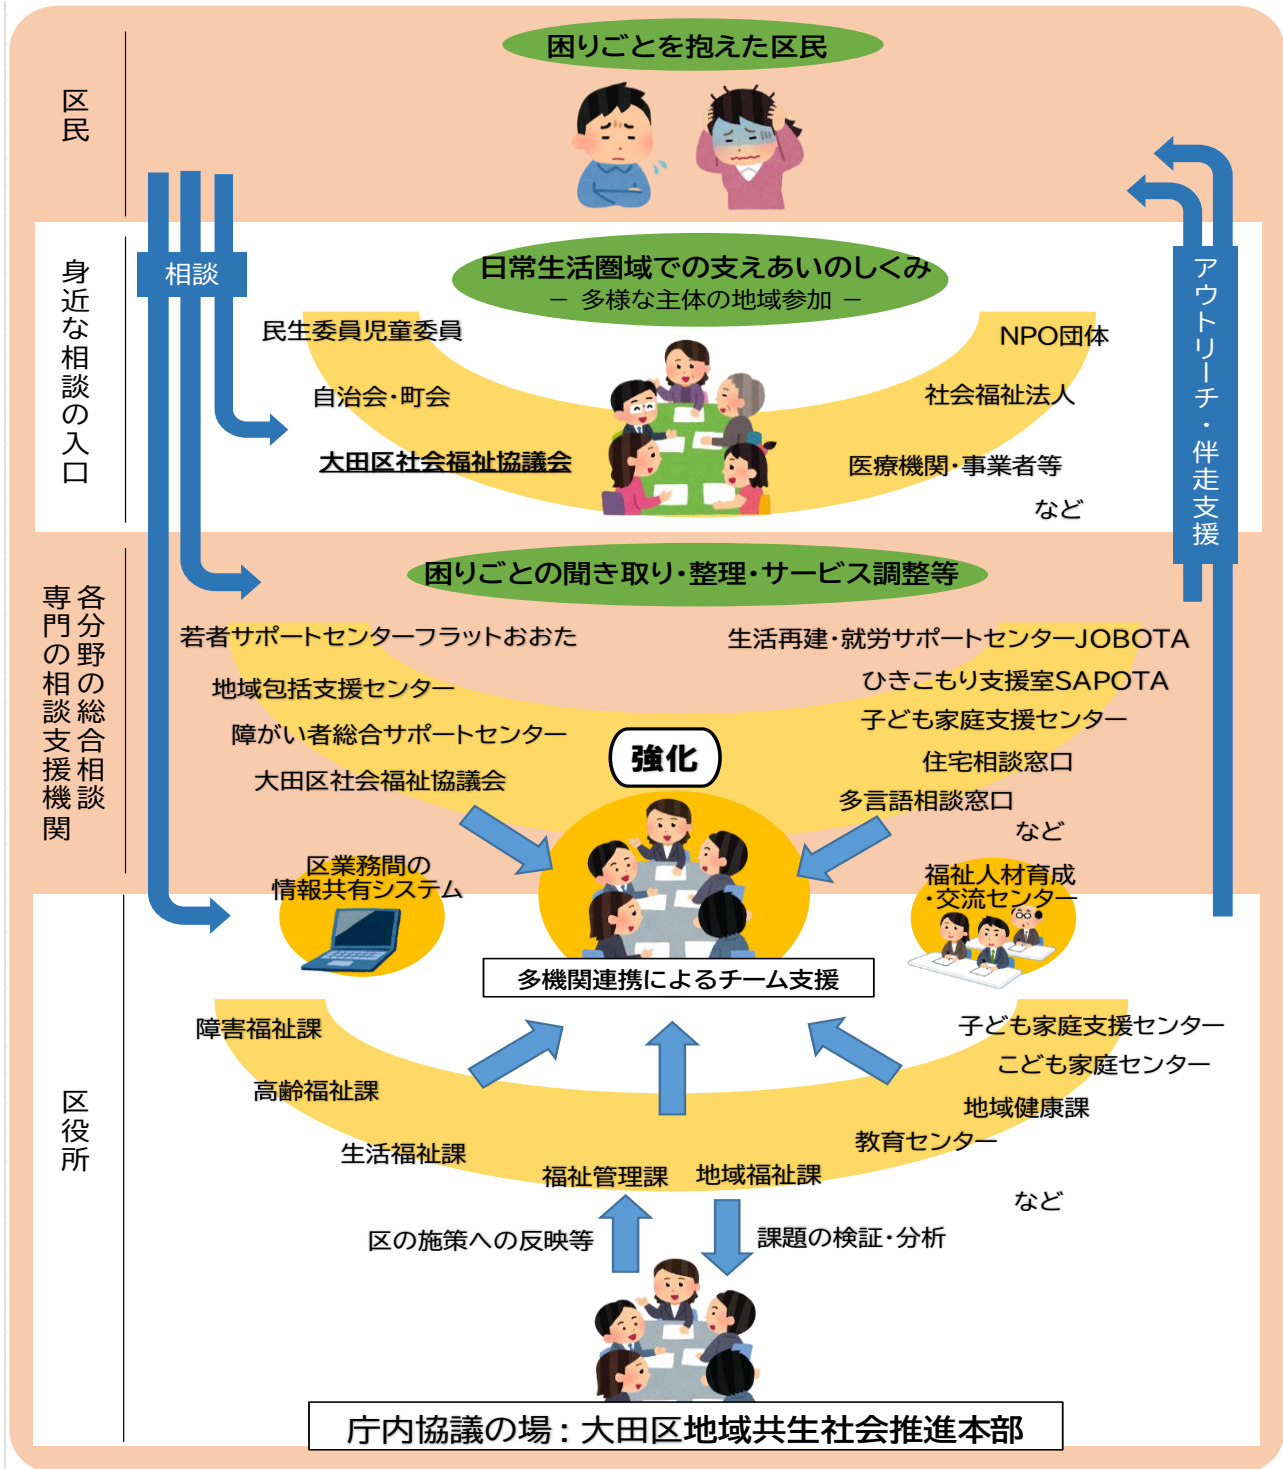 困りごとを抱えた区民
区民
相談
アウトリーチ・伴走支援
身近な相談の入口
日常生活圏域での支えあいのしくみ
― 多様な主体の地域参加 ―
民生委員児童委員
自治会・町会
大田区社会福祉協議会
NPO団体
社会福祉法人
医療機関・事業者等
など
各分野の総合相談
専門の相談支援機関
困りごとの聞き取り・整理・サービス調整等
若者サポートセンターフラットおおた
地域包括支援センター
障がい者総合サポートセンター
大田区社会福祉協議会
生活再建・就労サポートセンターJOBOTA
ひきこもり支援室SAPOTA
子ども家庭支援センター
住宅相談窓口
多言語相談窓口
など
強化
区業務間の
情報共有システム
福祉人材育成
・交流センター
多機関連携によるチーム支援
区役所
障害福祉課
高齢福祉課
生活福祉課
福祉管理課
地域福祉課
教育センター
地域健康課
こども家庭センター
子ども家庭支援センター
など
区の施策への反映等
課題の検証・分析
庁内協議の場：大田区地域共生社会推進本部